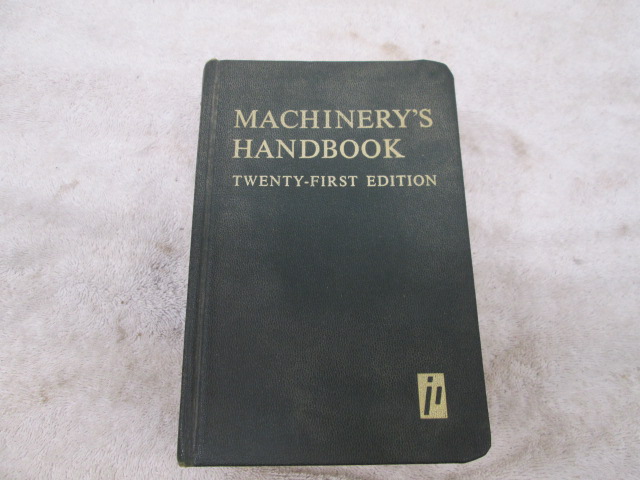 MACHINERY'S
HANDBOOK
TWENTY-FIRST EDITION
ip